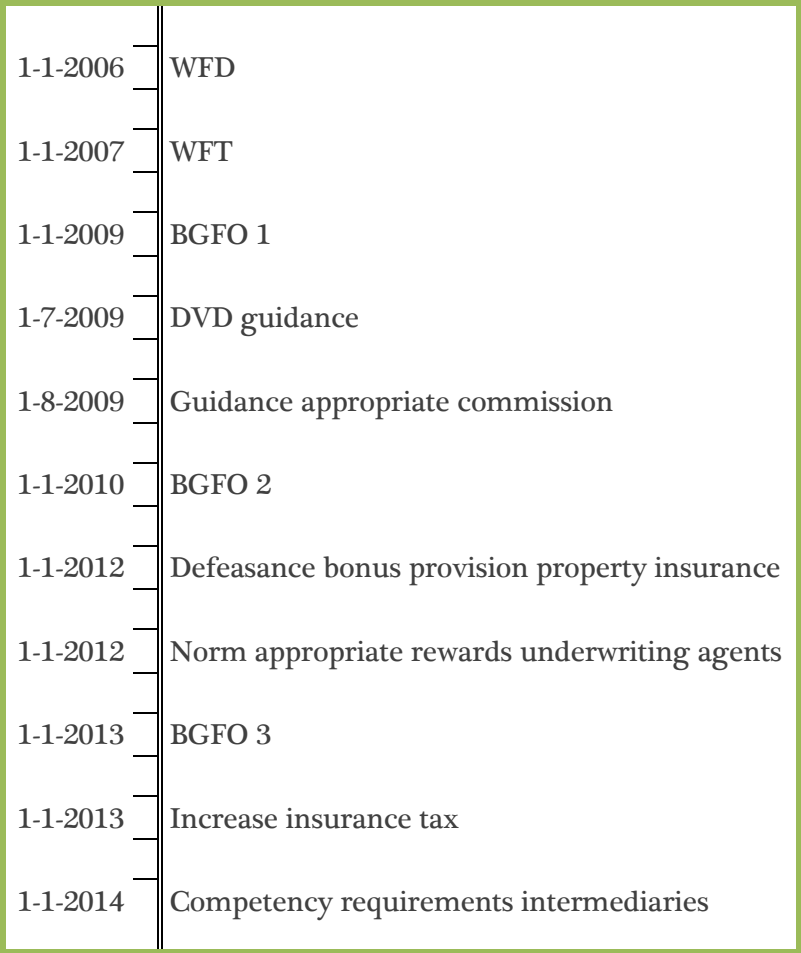 1-1-2006 WFD
1-1-2007 WFT
1-1-2009 BGFO 1
1-7-2009 DVD guidance
1-8-2009 Guidance appropriate commission
1-1-2010 BGFO 2
1-1-2012 Defeasance bonus provision property insurance
1-1-2012 Norm appropriate rewards underwriting agents
1-1-2013 BGFO 3
1-1-2013 Increase insurance tax
1-1-2014 Competency requirements intermediaries